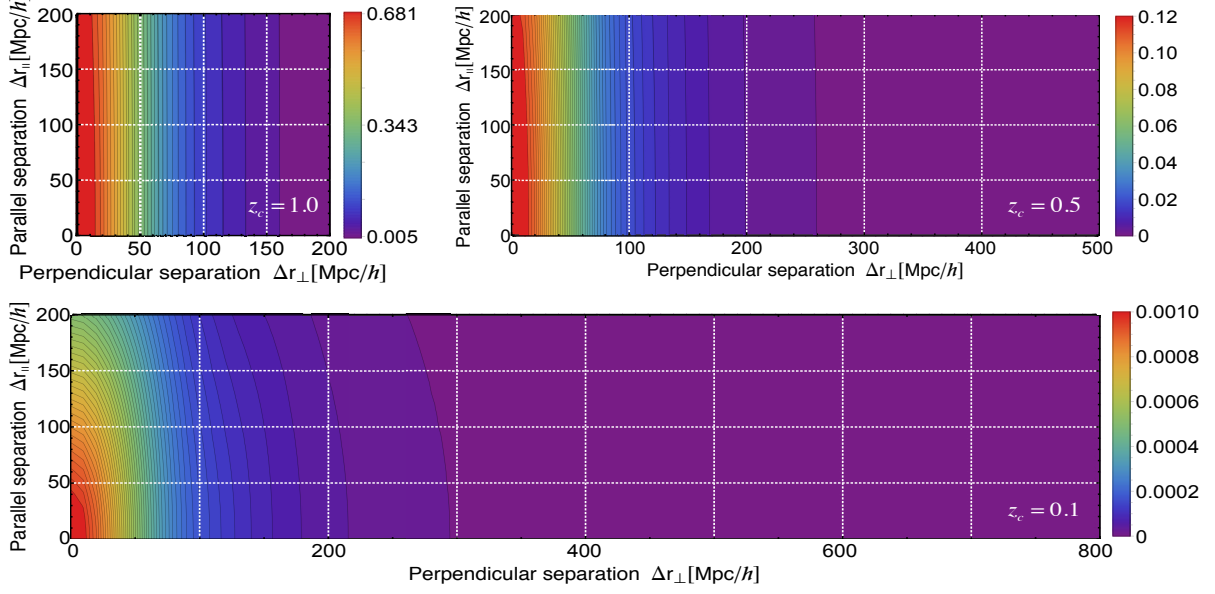 Parallel separation Δr∥[Mpc/h]
200
150
100
50
0
0 50 100 150 200
Perpendicular separation Δr⊥[Mpc/h]
z_c = 1.0
0.681
0.343
0.005
Parallel separation Δr∥[Mpc/h]
200
150
100
50
0
0 100 200 300 400 500
Perpendicular separation Δr⊥[Mpc/h]
z_c = 0.5
0.12
0.10
0.08
0.06
0.04
0.02
0
Parallel separation Δr∥[Mpc/h]
200
150
100
50
0
0 200 400 600 800
Perpendicular separation Δr⊥[Mpc/h]
z_c = 0.1
0.0010
0.0008
0.0006
0.0004
0.0002
0